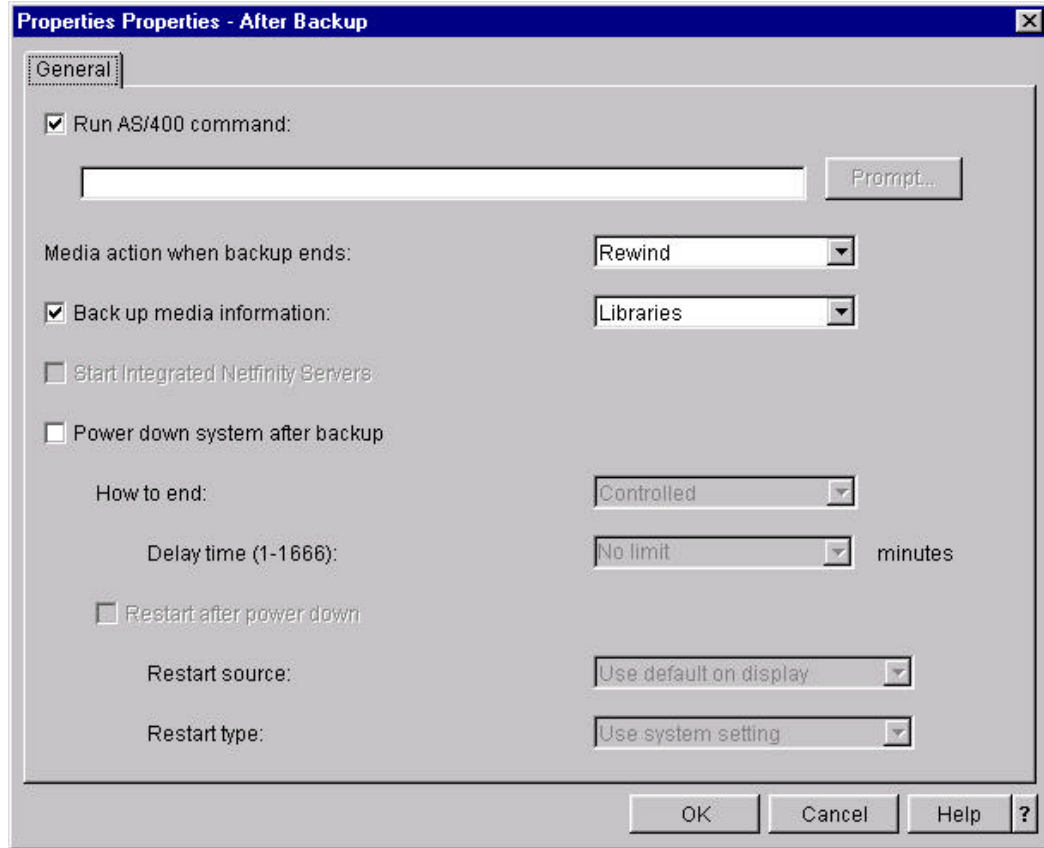 Properties Properties - After Backup
General
Run AS/400 command:
Prompt...
Media action when backup ends: Rewind
Back up media information: Libraries
Start Integrated Netfinity Servers
Power down system after backup
How to end: Controlled
Delay time (1-1666): No limit minutes
Restart after power down
Restart source: Use default on display
Restart type: Use system setting
OK Cancel Help ?